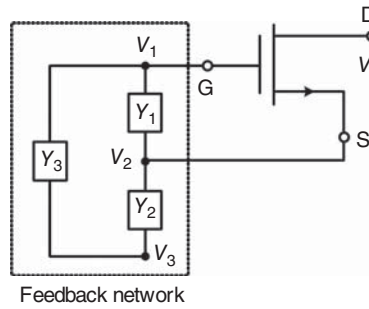 D
V₁
G
V
Y₁
Y₃
V₂
S
Y₂
V₃
Feedback network